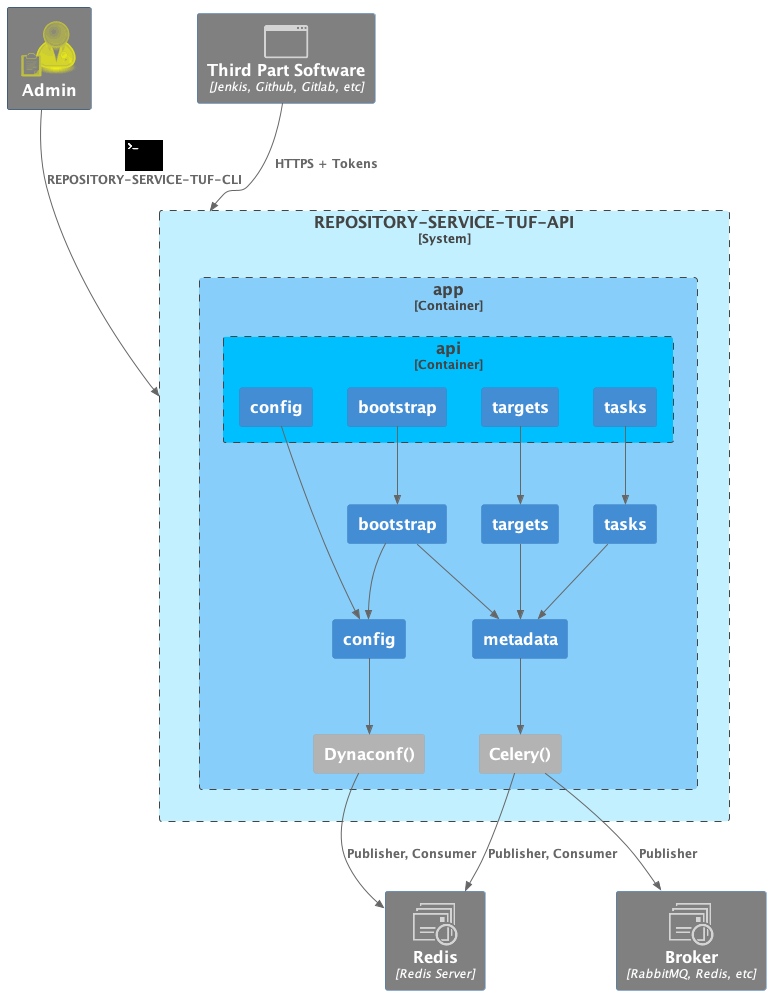 Admin
Third Part Software
[Jenkis, Github, Gitlab, etc]
>_
REPOSITORY-SERVICE-TUF-CLI
HTTPS + Tokens
REPOSITORY-SERVICE-TUF-API
[System]
app
[Container]
api
[Container]
config
bootstrap
targets
tasks
bootstrap
targets
tasks
config
metadata
Dynaconf()
Celery()
Publisher, Consumer
Publisher, Consumer
Publisher
Redis
[Redis Server]
Broker
[RabbitMQ, Redis, etc]